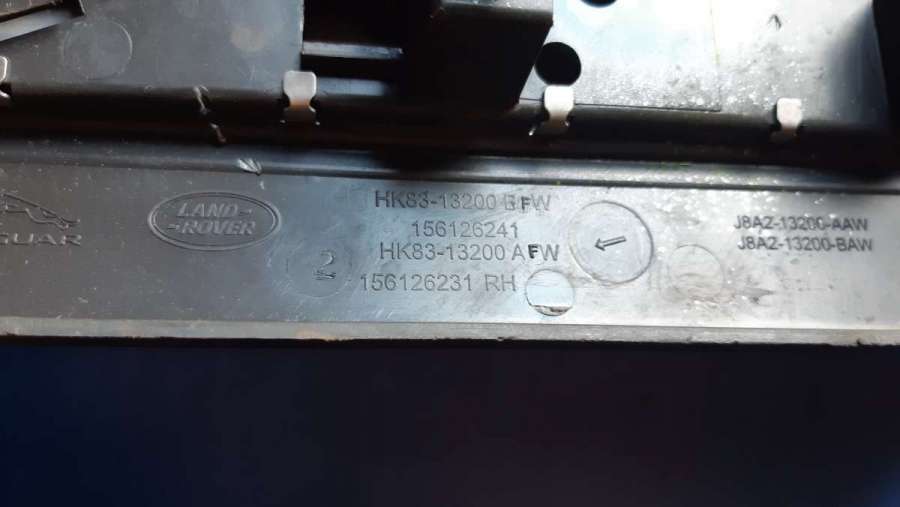 GUAR
LAND-
-ROVER
2
HK83-13200 BFW
156126241
HK83-13200 AFW
156126231 RH
J8A2-13200-AAW
J8A2-13200-BAW